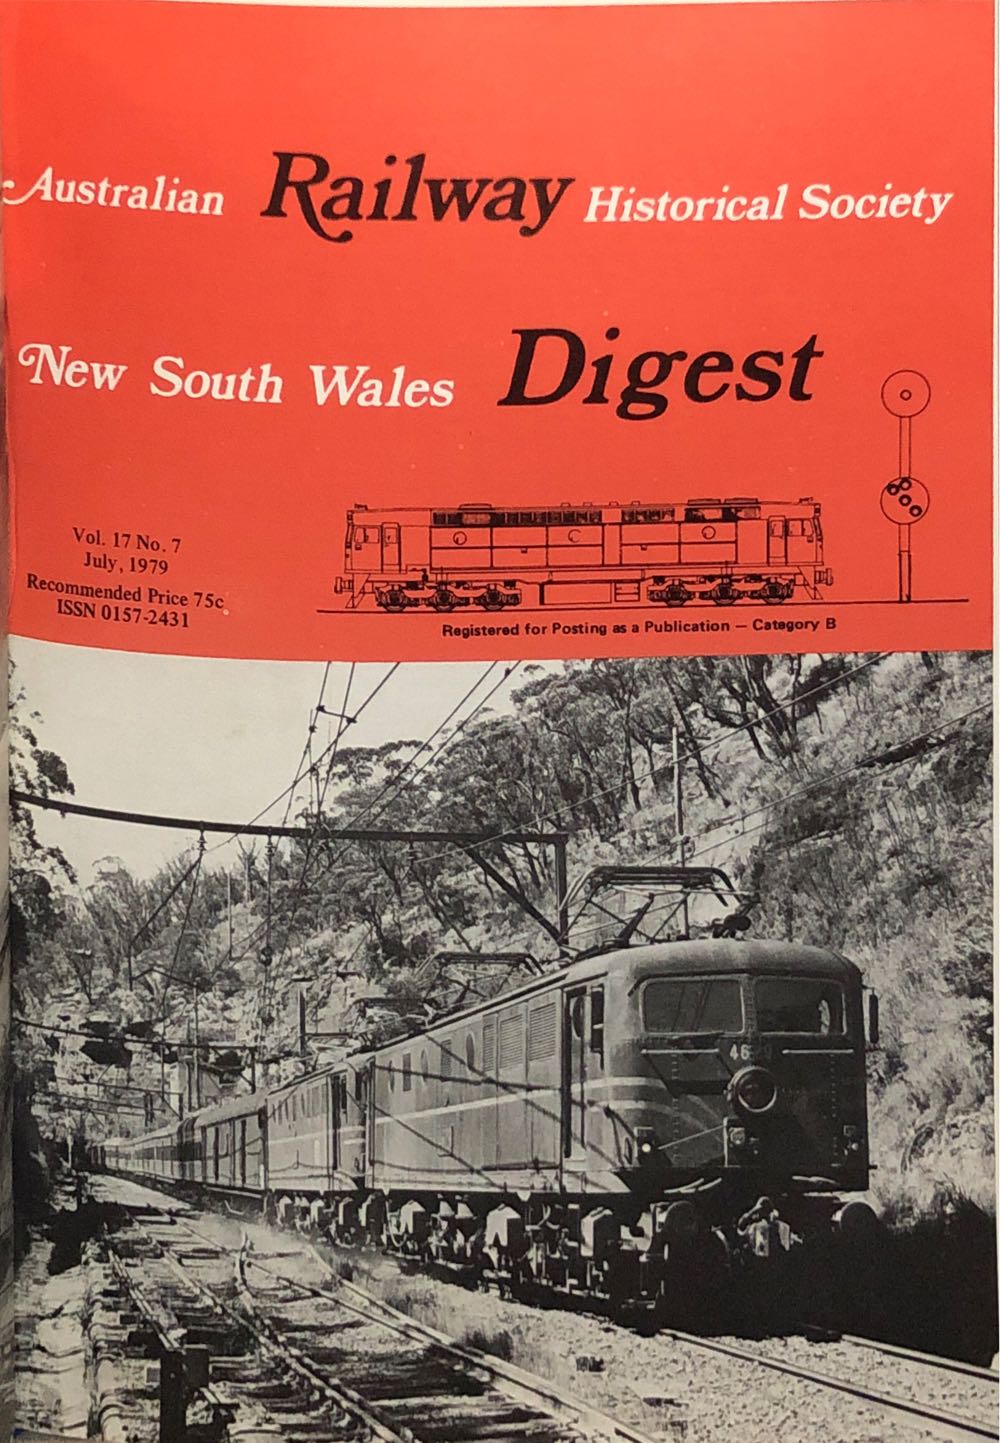 Australian Railway Historical Society
New South Wales Digest
Vol. 17 No. 7
July, 1979
Recommended Price 75c
ISSN 0157-2431
Registered for Posting as a Publication — Category B
46